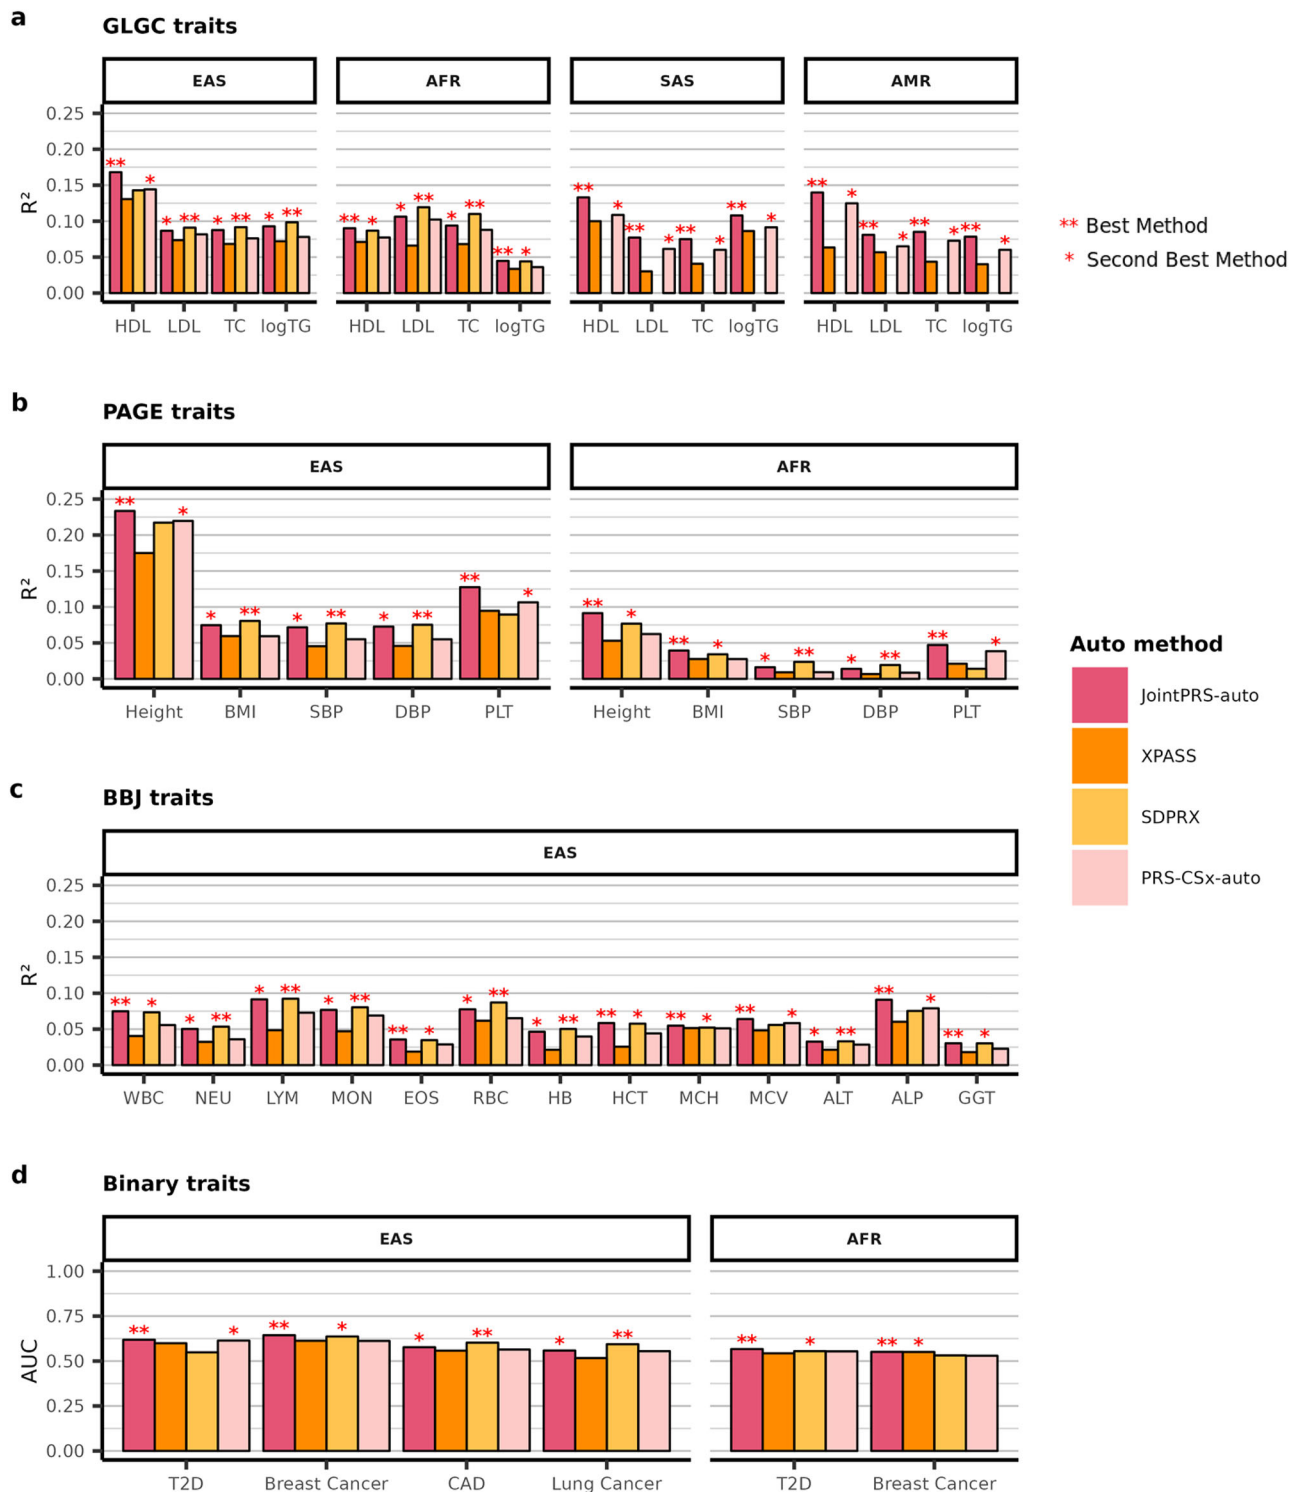 a
GLGC traits
EAS
AFR
SAS
AMR
R²
0.25
0.20
0.15
0.10
0.05
0.00
** * * ** * ** * **
** * * ** * ** ** *
** * ** * ** * ** *
** * ** * ** * ** *
HDL LDL TC logTG
HDL LDL TC logTG
HDL LDL TC logTG
HDL LDL TC logTG
** Best Method
* Second Best Method
b
PAGE traits
EAS
AFR
R²
0.25
0.20
0.15
0.10
0.05
0.00
** * * ** * ** * ** ** *
** * ** * * ** * ** ** *
Height BMI SBP DBP PLT
Height BMI SBP DBP PLT
Auto method
JointPRS-auto
XPASS
SDPRX
PRS-CSx-auto
c
BBJ traits
EAS
R²
0.25
0.20
0.15
0.10
0.05
0.00
** * * ** * ** * ** ** * * ** * ** ** * ** * ** * * ** ** * ** *
WBC NEU LYM MON EOS RBC HB HCT MCH MCV ALT ALP GGT
d
Binary traits
EAS
AFR
AUC
1.00
0.75
0.50
0.25
0.00
** * ** * * ** * **
** * ** *
T2D Breast Cancer CAD Lung Cancer
T2D Breast Cancer